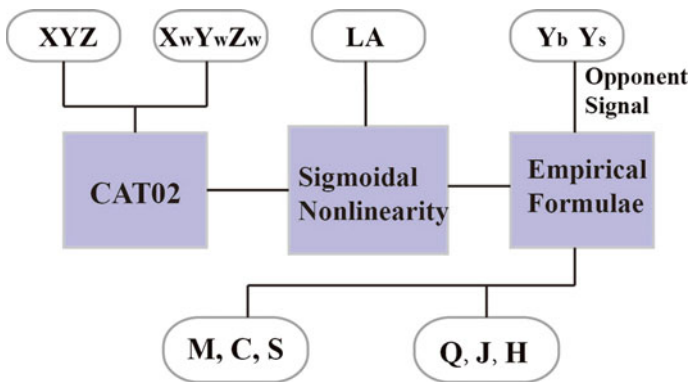 XYZ
XwYwZw
LA
Yb Ys
Opponent
Signal
CAT02
Sigmoidal
Nonlinearity
Empirical
Formulae
M, C, S
Q, J, H